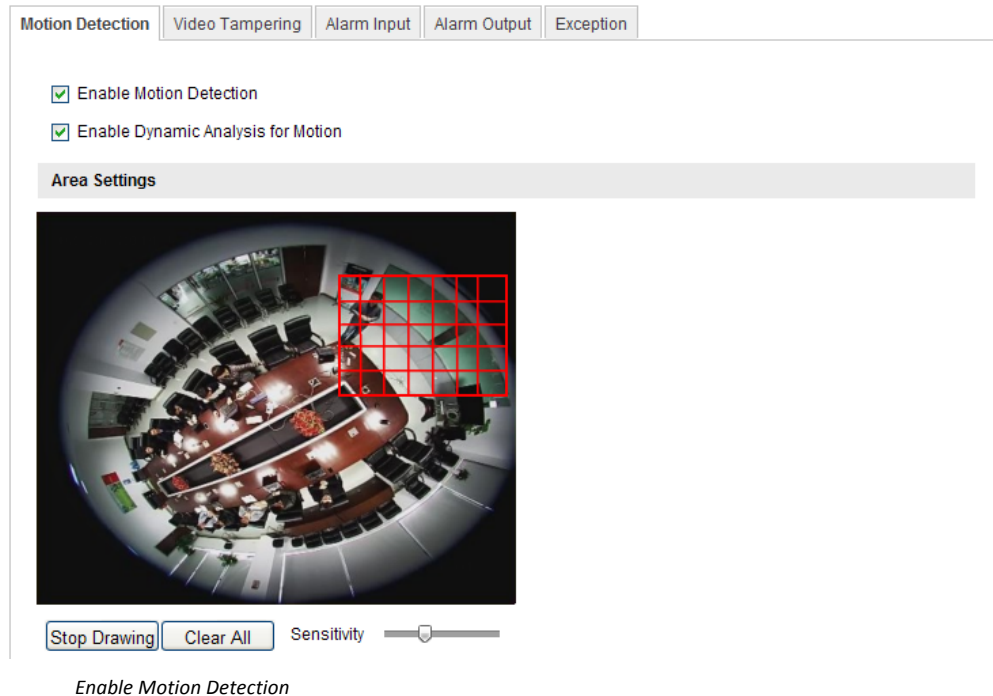 Motion Detection Video Tampering Alarm Input Alarm Output Exception
Enable Motion Detection
Enable Dynamic Analysis for Motion
Area Settings
Stop Drawing Clear All Sensitivity
Enable Motion Detection